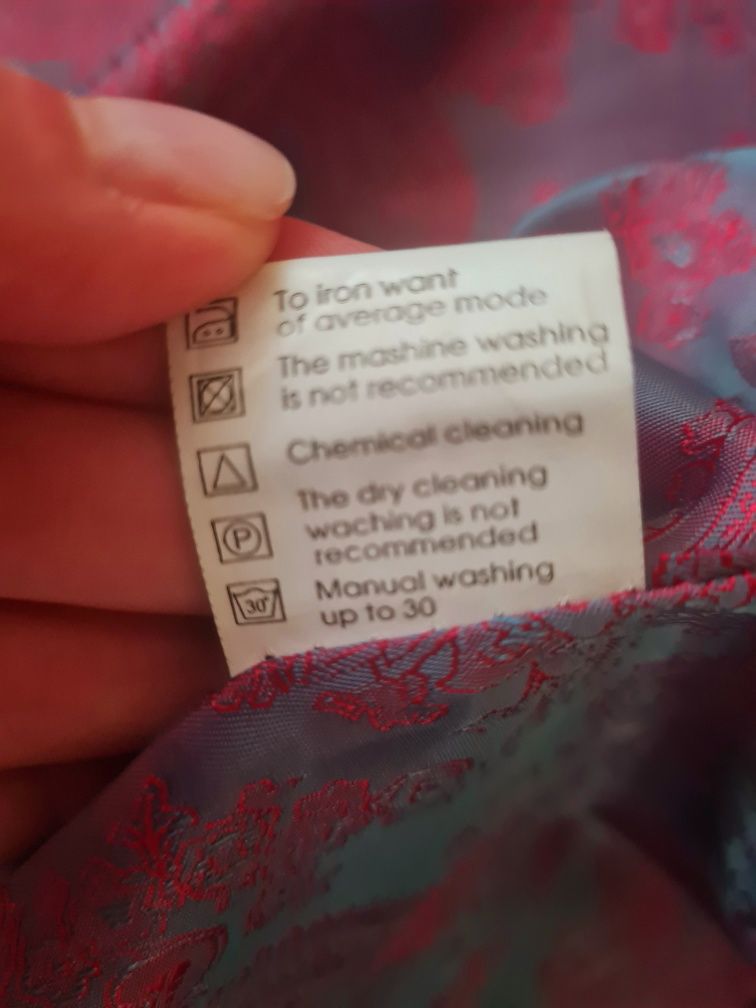 To iron want
of average mode
The mashine washing
is not recommended
Chemical cleaning
The dry cleaning
P
waching is not
recommended
Manual washing
30°
up to 30